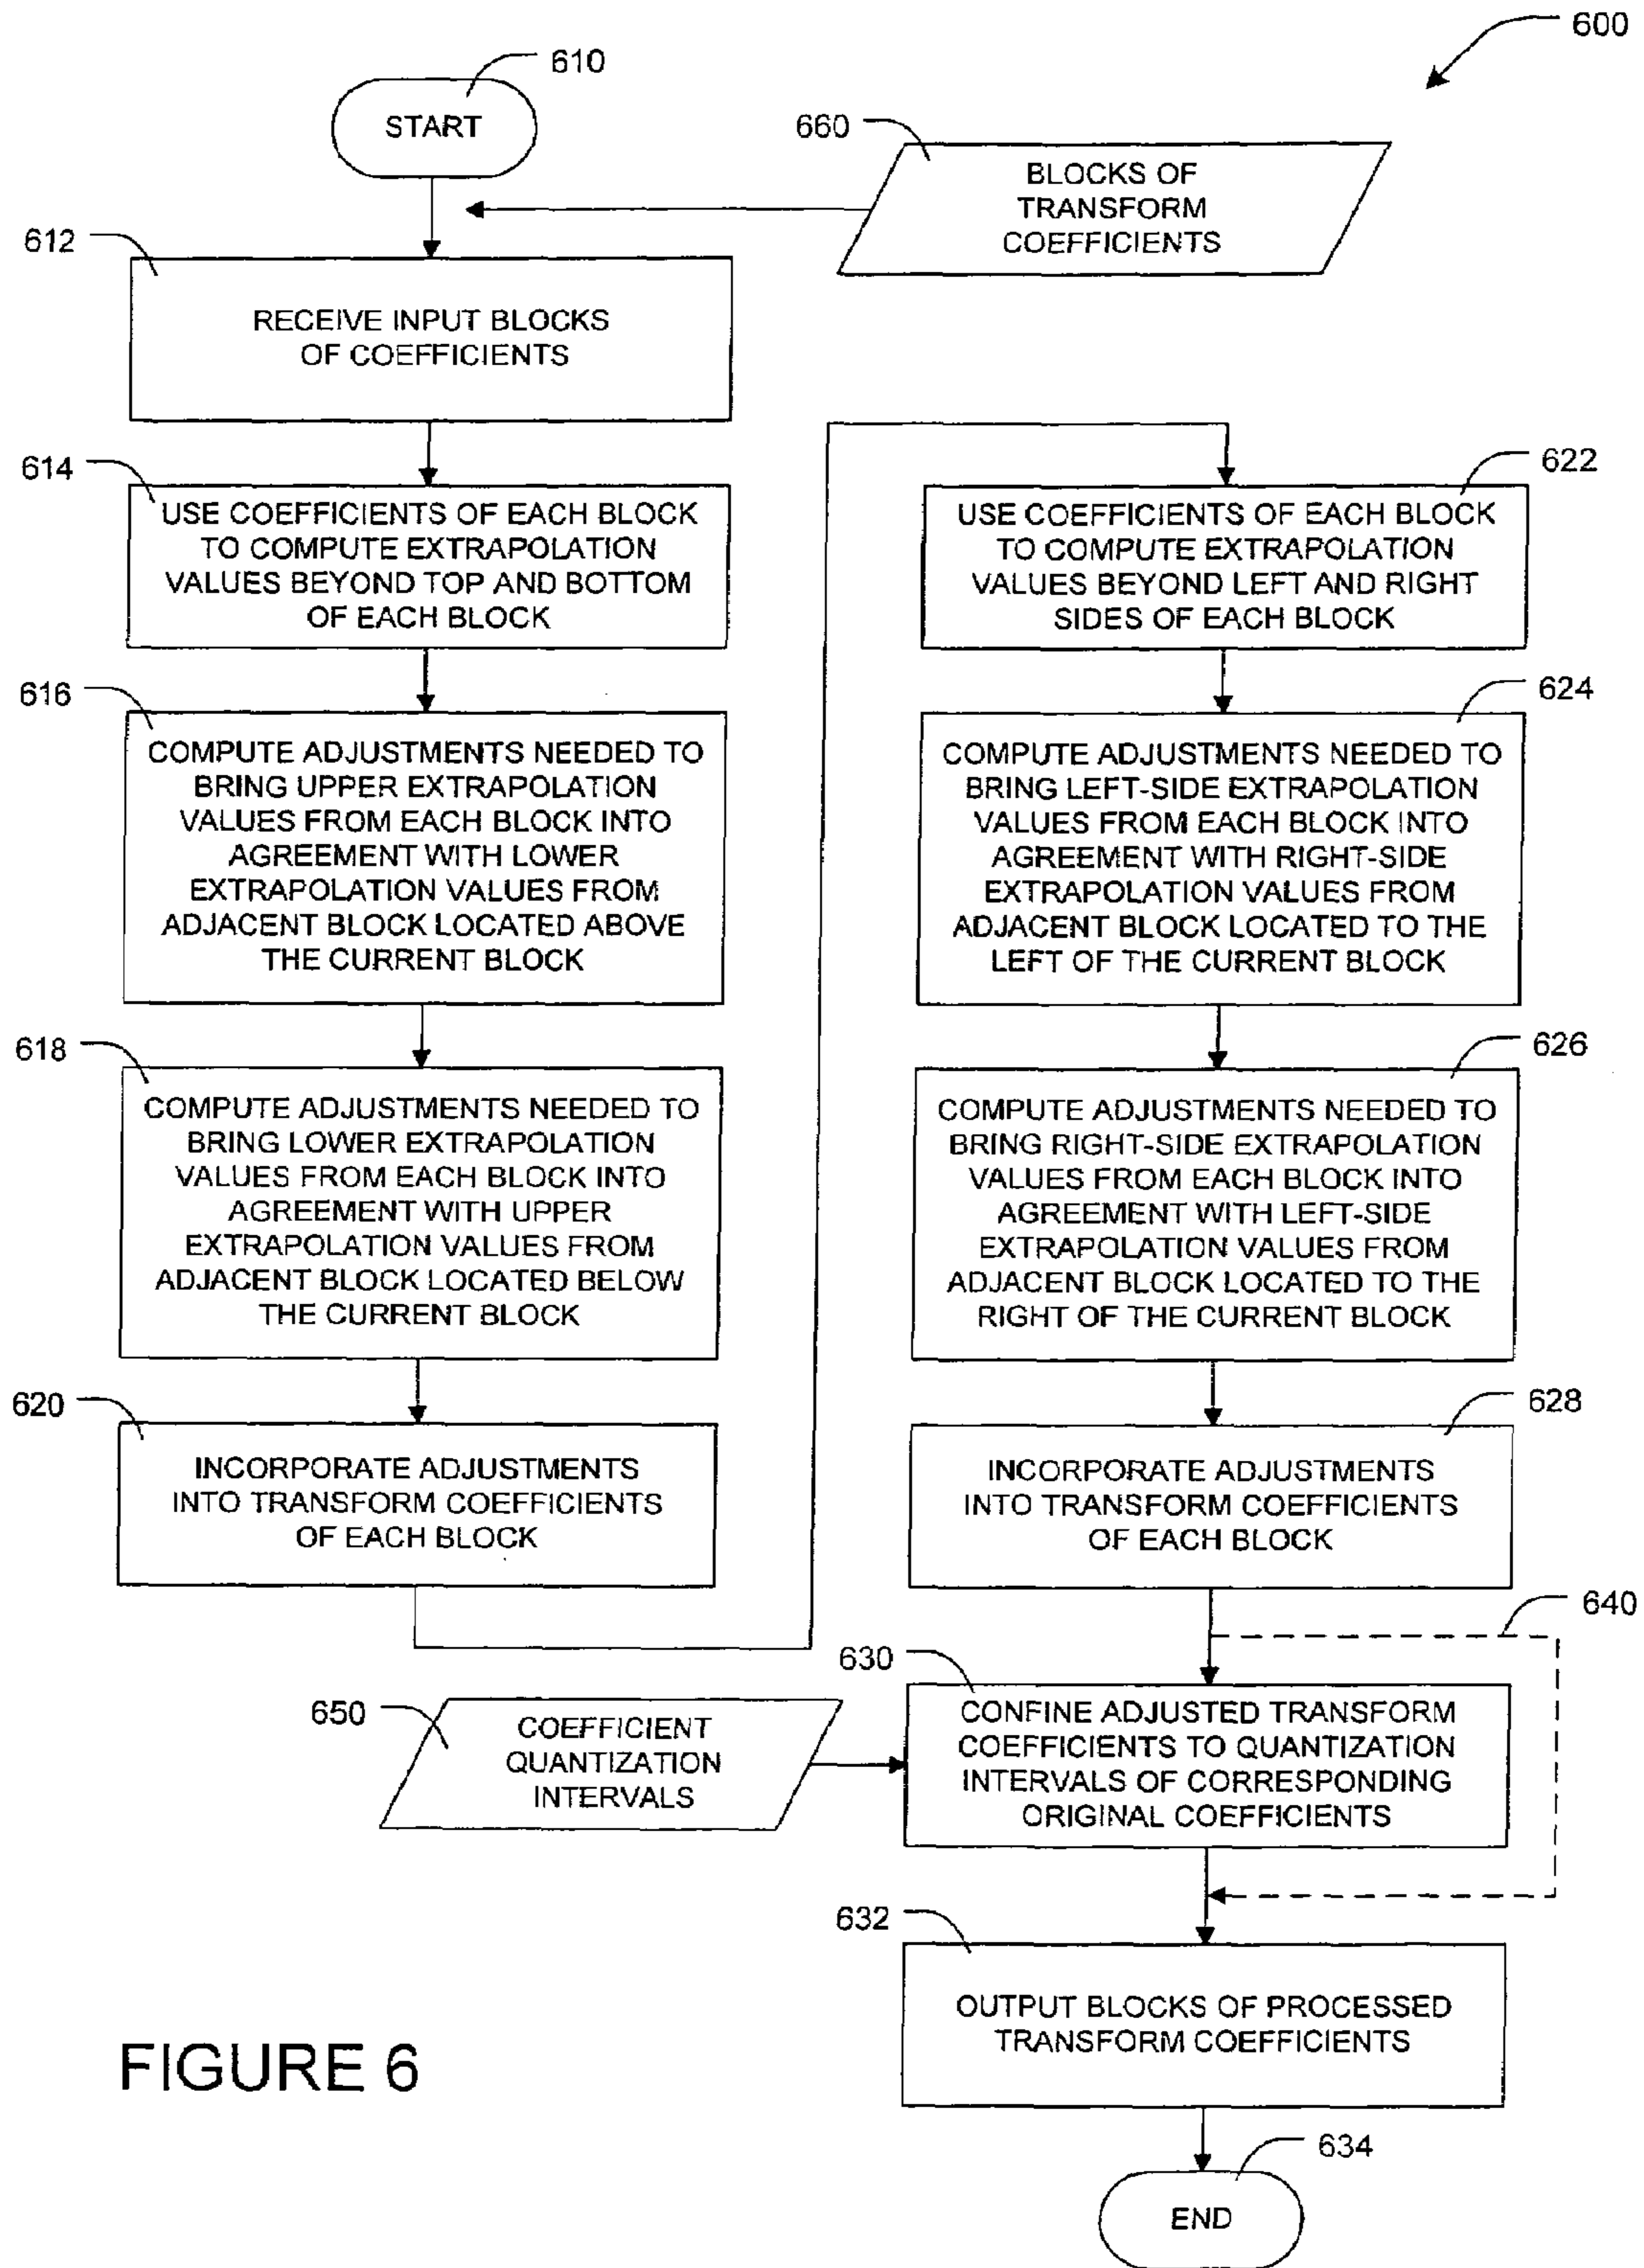 600
610
START
660
BLOCKS OF
TRANSFORM
COEFFICIENTS
612
RECEIVE INPUT BLOCKS
OF COEFFICIENTS
614
USE COEFFICIENTS OF EACH BLOCK
TO COMPUTE EXTRAPOLATION
VALUES BEYOND TOP AND BOTTOM
OF EACH BLOCK
616
COMPUTE ADJUSTMENTS NEEDED TO
BRING UPPER EXTRAPOLATION
VALUES FROM EACH BLOCK INTO
AGREEMENT WITH LOWER
EXTRAPOLATION VALUES FROM
ADJACENT BLOCK LOCATED ABOVE
THE CURRENT BLOCK
618
COMPUTE ADJUSTMENTS NEEDED TO
BRING LOWER EXTRAPOLATION
VALUES FROM EACH BLOCK INTO
AGREEMENT WITH UPPER
EXTRAPOLATION VALUES FROM
ADJACENT BLOCK LOCATED BELOW
THE CURRENT BLOCK
620
INCORPORATE ADJUSTMENTS
INTO TRANSFORM COEFFICIENTS
OF EACH BLOCK
622
USE COEFFICIENTS OF EACH BLOCK
TO COMPUTE EXTRAPOLATION
VALUES BEYOND LEFT AND RIGHT
SIDES OF EACH BLOCK
624
COMPUTE ADJUSTMENTS NEEDED TO
BRING LEFT-SIDE EXTRAPOLATION
VALUES FROM EACH BLOCK INTO
AGREEMENT WITH RIGHT-SIDE
EXTRAPOLATION VALUES FROM
ADJACENT BLOCK LOCATED TO THE
LEFT OF THE CURRENT BLOCK
626
COMPUTE ADJUSTMENTS NEEDED TO
BRING RIGHT-SIDE EXTRAPOLATION
VALUES FROM EACH BLOCK INTO
AGREEMENT WITH LEFT-SIDE
EXTRAPOLATION VALUES FROM
ADJACENT BLOCK LOCATED TO THE
RIGHT OF THE CURRENT BLOCK
628
INCORPORATE ADJUSTMENTS
INTO TRANSFORM COEFFICIENTS
OF EACH BLOCK
640
630
CONFINE ADJUSTED TRANSFORM
COEFFICIENTS TO QUANTIZATION
INTERVALS OF CORRESPONDING
ORIGINAL COEFFICIENTS
650
COEFFICIENT
QUANTIZATION
INTERVALS
632
OUTPUT BLOCKS OF PROCESSED
TRANSFORM COEFFICIENTS
634
END
FIGURE 6